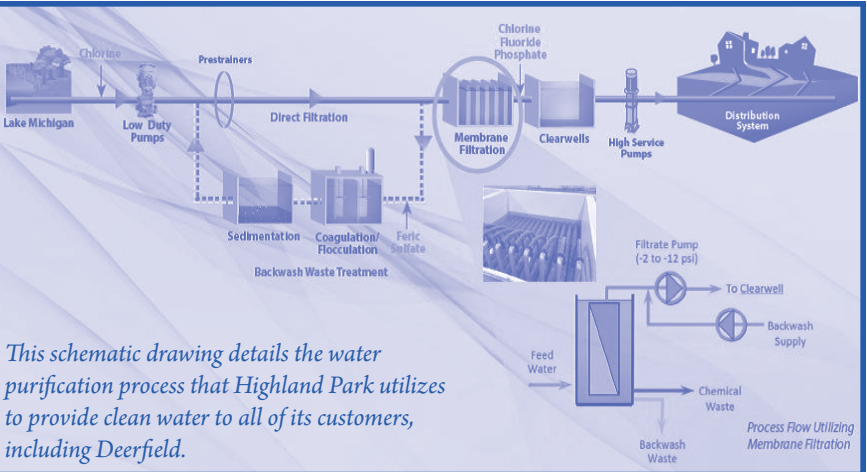 Chlorine
Fluoride
Phosphate
Chlorine
Prestrainers
Lake Michigan
Low Duty
Pumps
Direct Filtration
Membrane
Filtration
Clearwells
High Service
Pumps
Distribution
System
Sedimentation
Coagulation/
Flocculation
Feric
Sulfate
Backwash Waste Treatment
Filtrate Pump
(-2 to -12 psi)
To Clearwell
Backwash
Supply
Feed
Water
Chemical
Waste
Backwash
Waste
Process Flow Utilizing
Membrane Filtration
This schematic drawing details the water
purification process that Highland Park utilizes
to provide clean water to all of its customers,
including Deerfield.